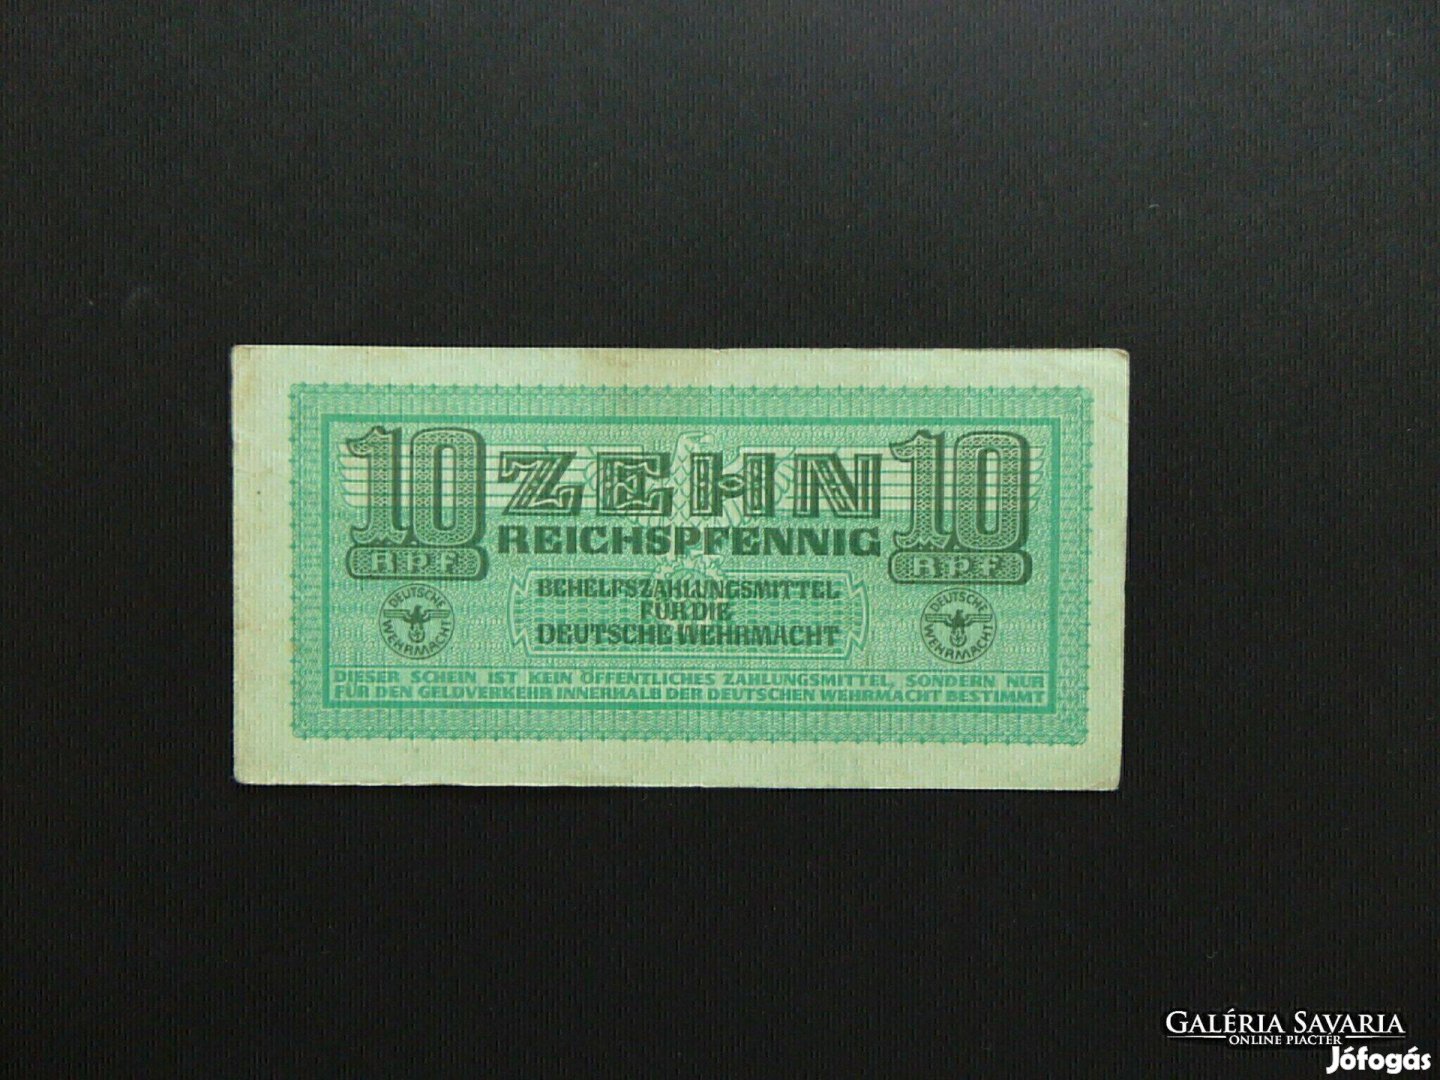 10 ZEHN 10
REICHSPFENNIG
RPF RPF
BEHELFSZAHLUNGSMITTEL
FÜR DIE
DEUTSCHE WEHRMACHT
DEUTSCHE WEHRMACHT
DEUTSCHE WEHRMACHT
DIESER SCHEIN IST KEIN ÖFFENTLICHES ZAHLUNGSMITTEL, SONDERN NUR
FÜR DEN GELDVERKEHR INNERHALB DER DEUTSCHEN WEHRMACHT BESTIMMT
GALÉRIA SAVARIA
ONLINE PIACTÉR
Jófogás